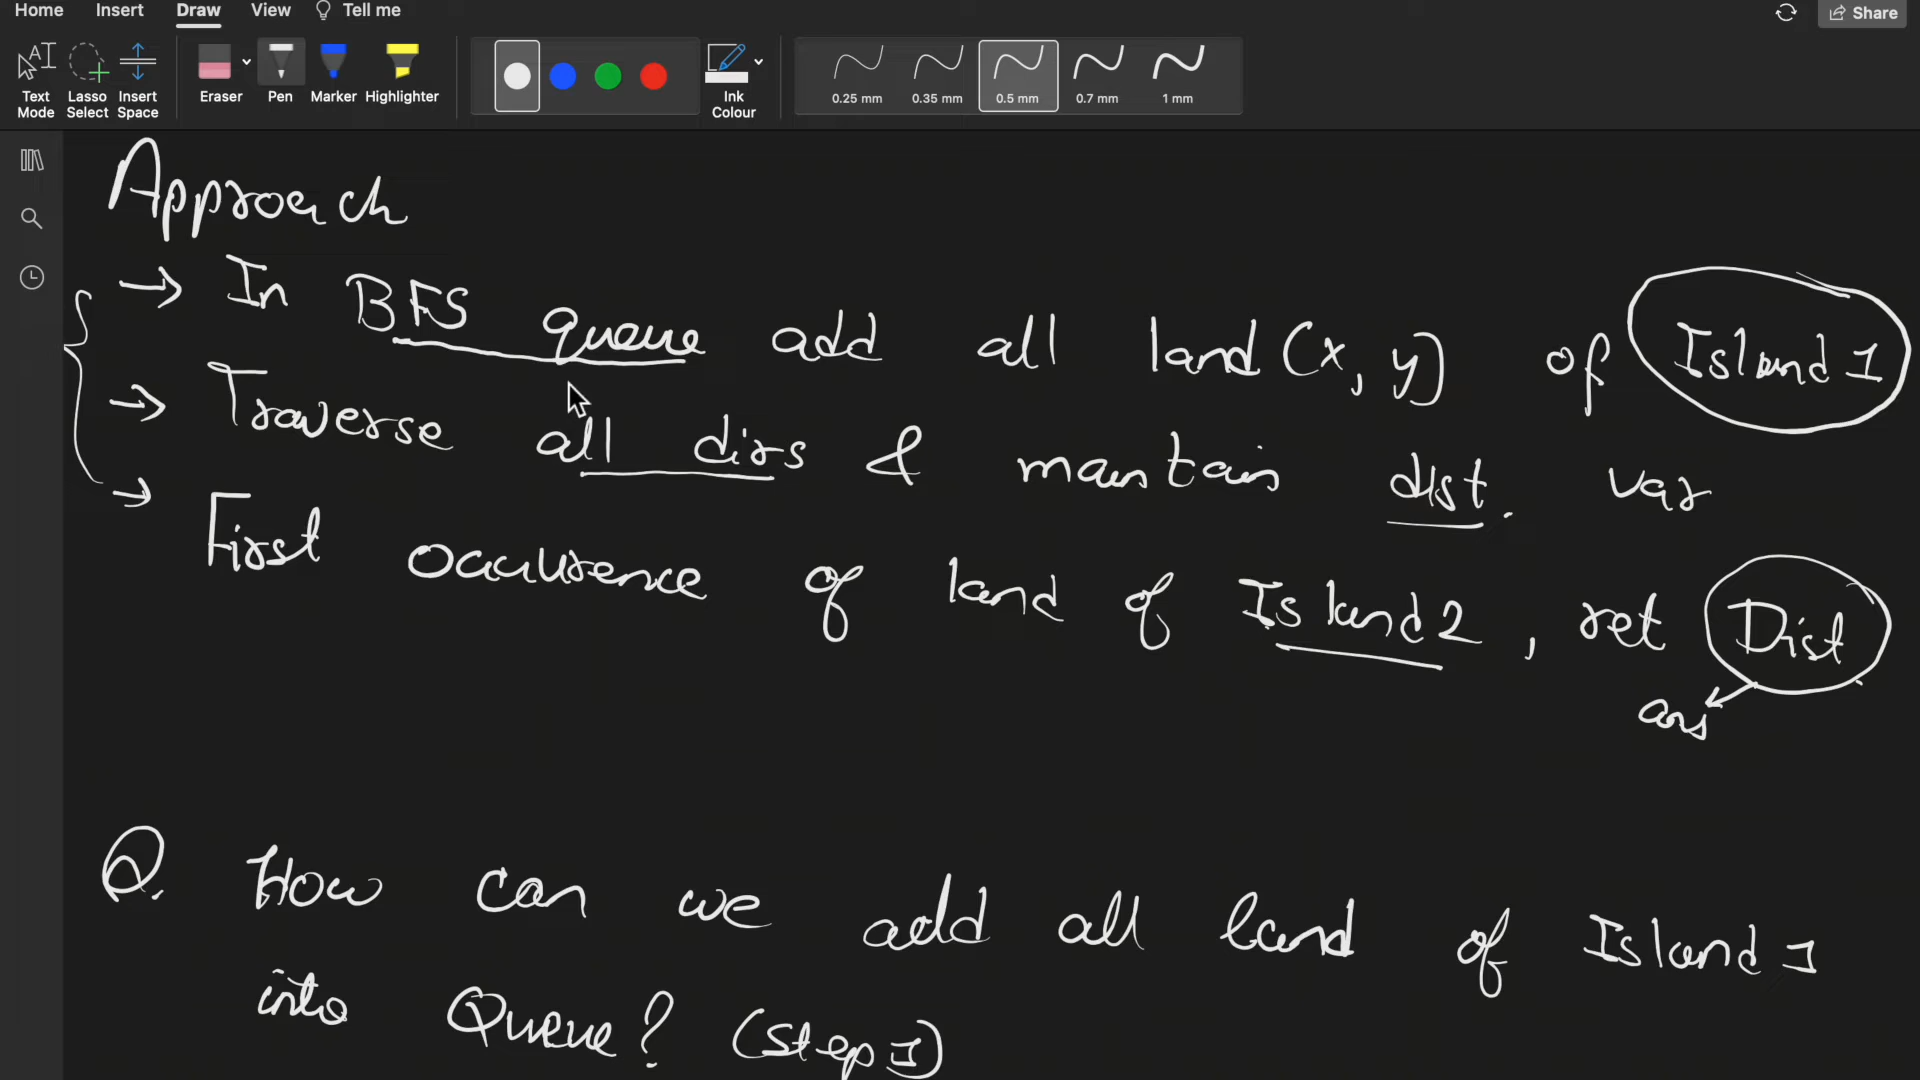 Home Insert Draw View Tell me Share
Text Mode Lasso Select Insert Space Eraser Pen Marker Highlighter Ink Colour 0.25 mm 0.35 mm 0.5 mm 0.7 mm 1 mm
Approach
→ In BFS queue add all land (x, y) of Island 1
→ Traverse all dirs & maintain dist. var
→ First occurrence of land of Island 2, ret Dist
ans
Q. How can we add all land of Island 1
into Queue? (step 1)